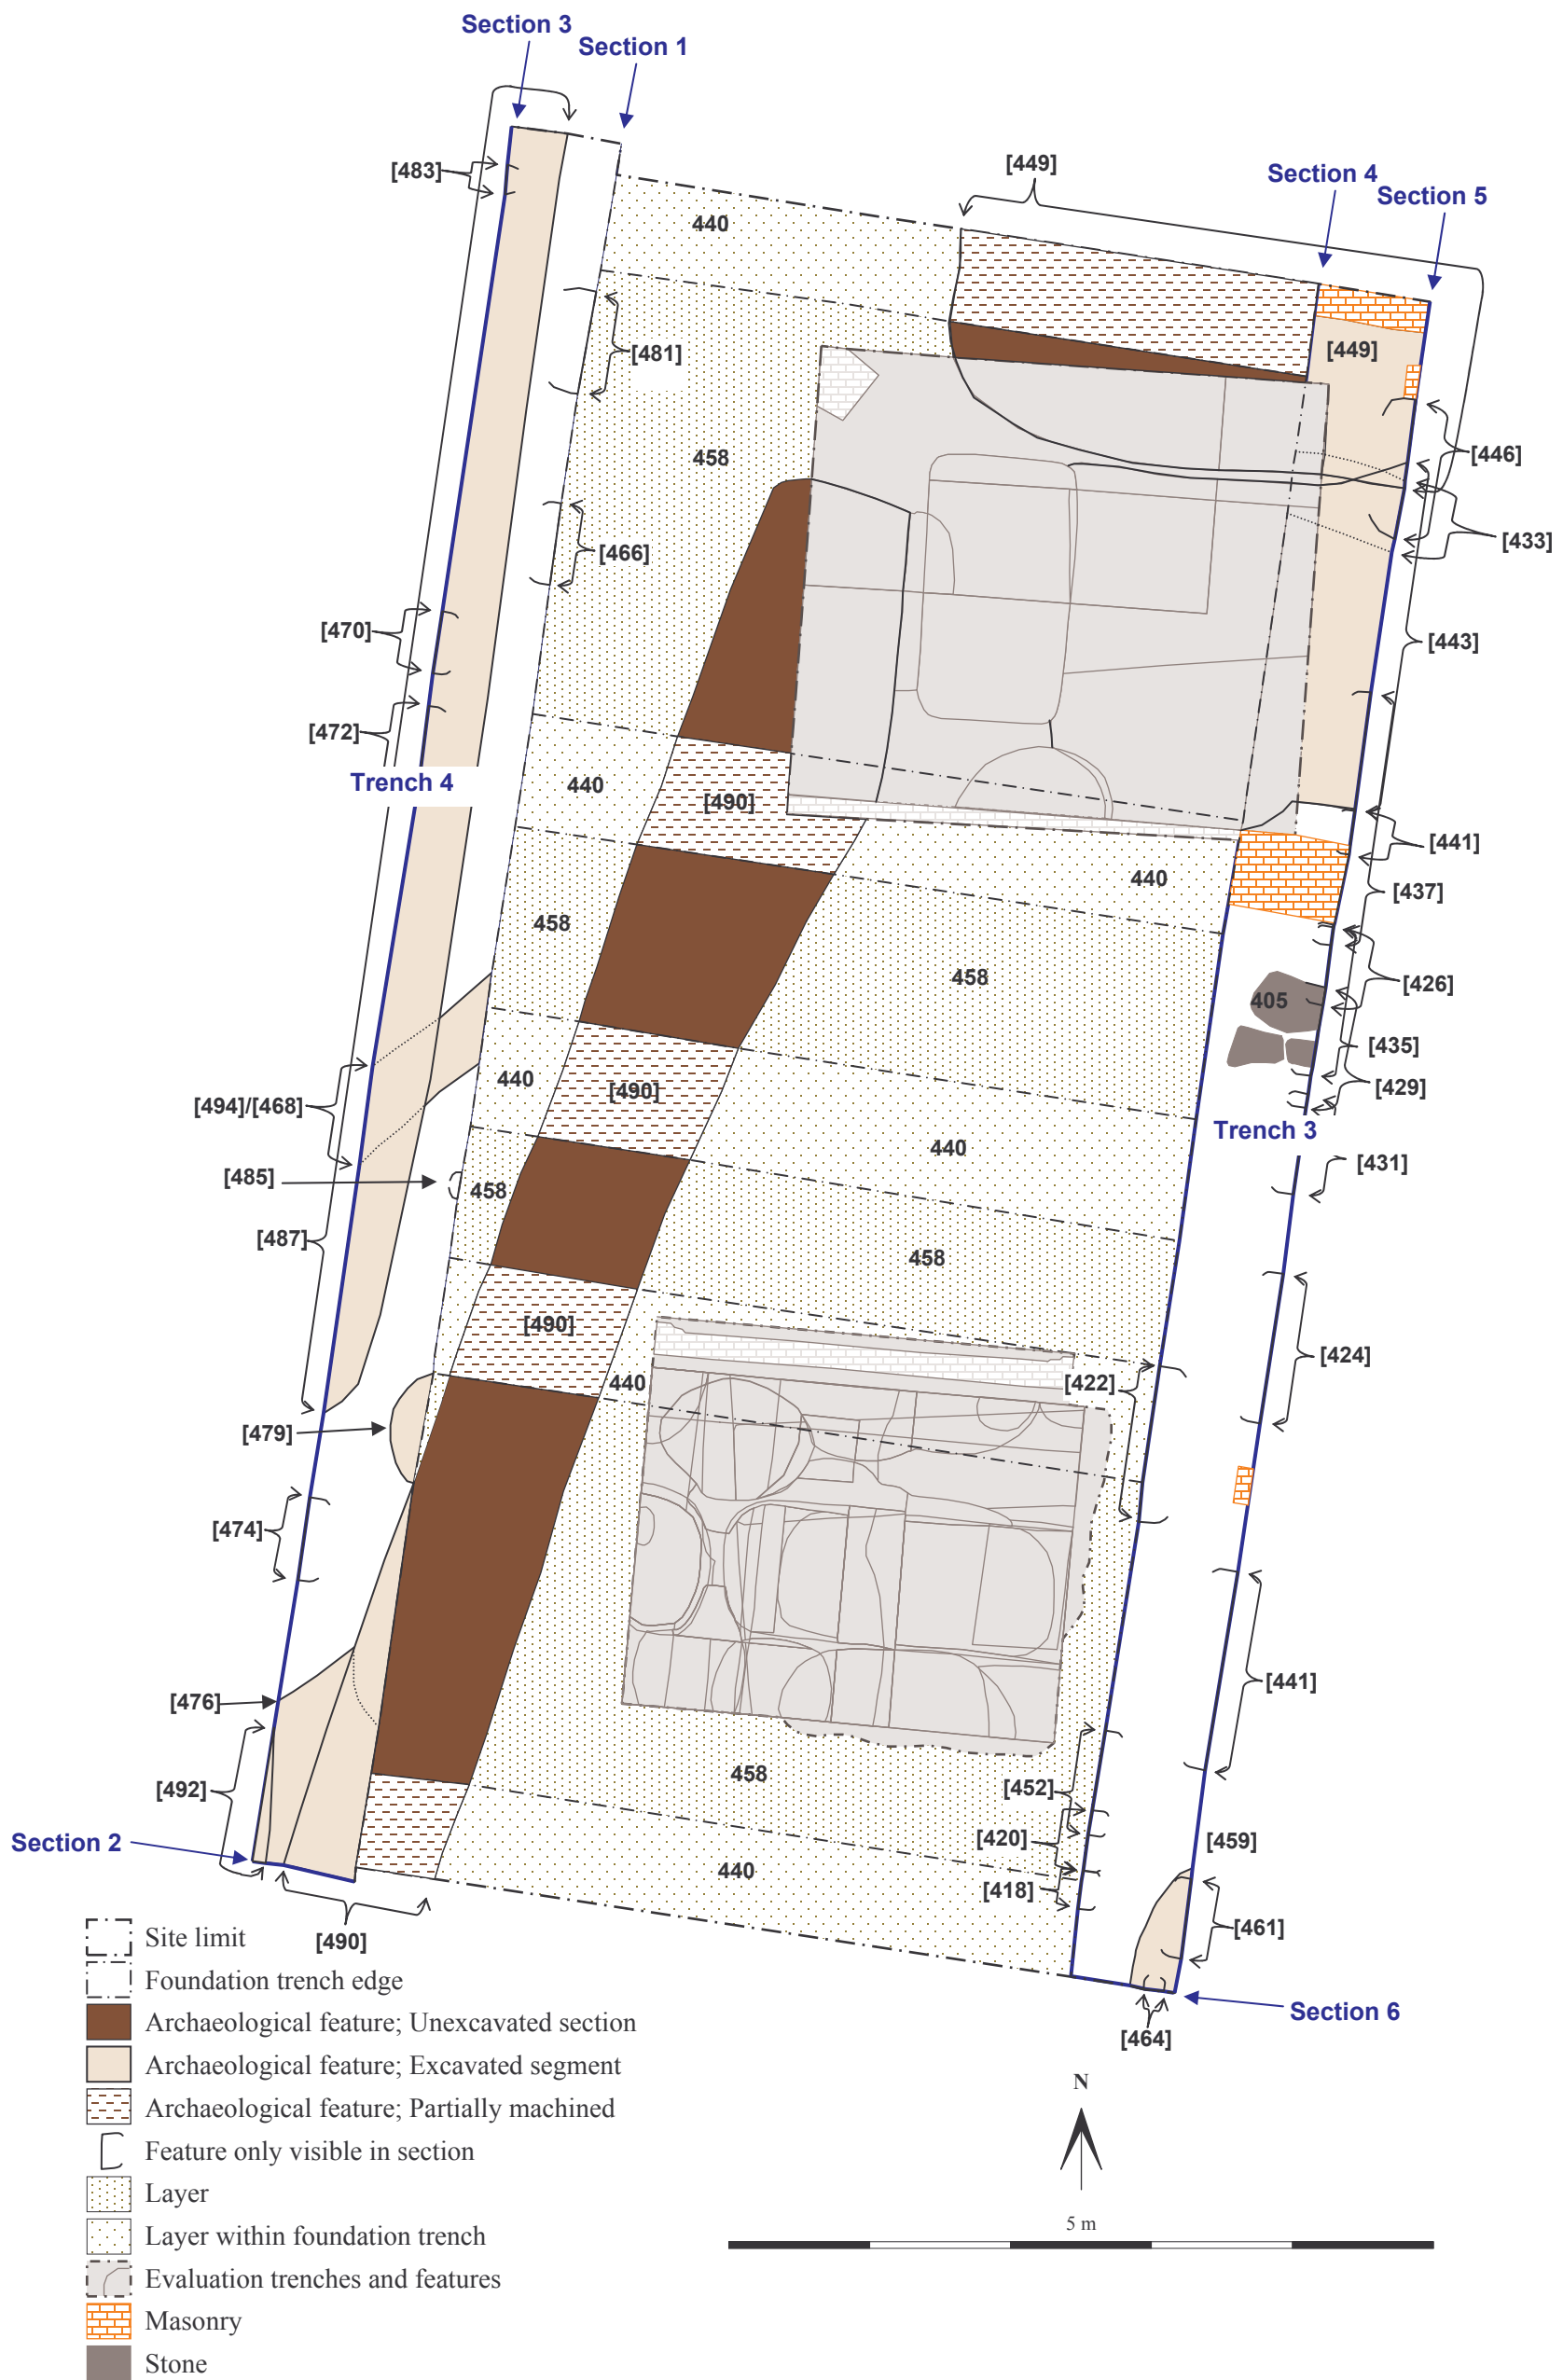 Section 3
Section 1
[449]
Section 4
Section 5
[483]
440
[481]
[449]
458
[446]
[466]
[433]
[470]
[443]
[472]
Trench 4
440
[490]
[441]
440
[437]
458
458
[426]
405
[435]
440
[490]
[429]
[494]/[468]
Trench 3
440
[431]
[485]
458
[487]
458
[490]
[424]
440
[422]
[479]
[474]
[441]
[476]
458
[452]
[492]
Section 2
[420]
[459]
440
[418]
[461]
[490]
Section 6
[464]
Site limit
Foundation trench edge
Archaeological feature; Unexcavated section
Archaeological feature; Excavated segment
Archaeological feature; Partially machined
Feature only visible in section
Layer
Layer within foundation trench
Evaluation trenches and features
Masonry
Stone
N
5 m